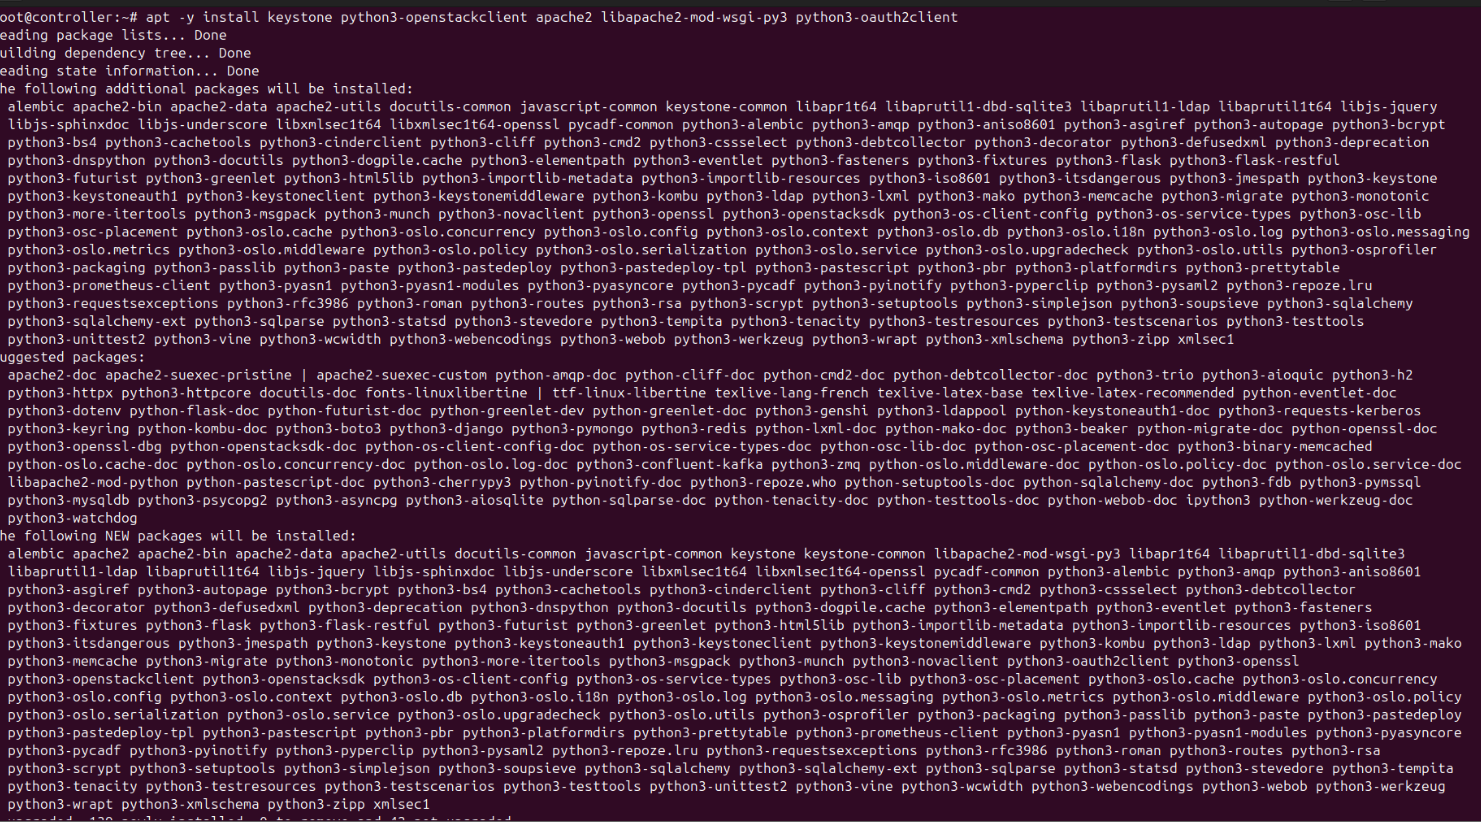 oot@controller:~# apt -y install keystone python3-openstackclient apache2 libapache2-mod-wsgi-py3 python3-oauth2client
eading package lists... Done
uilding dependency tree... Done
eading state information... Done
he following additional packages will be installed:
alembic apache2-bin apache2-data apache2-utils docutils-common javascript-common keystone-common libapr1t64 libaprutil1-dbd-sqlite3 libaprutil1-ldap libaprutil1t64 libjs-jquery
libjs-sphinxdoc libjs-underscore libxmlsec1t64 libxmlsec1t64-openssl pycadf-common python3-alembic python3-amqp python3-aniso8601 python3-asgiref python3-autopage python3-bcrypt
python3-bs4 python3-cachetools python3-cinderclient python3-cliff python3-cmd2 python3-cssselect python3-debtcollector python3-decorator python3-defusedxml python3-deprecation
python3-dnspython python3-docutils python3-dogpile.cache python3-elementpath python3-eventlet python3-fasteners python3-fixtures python3-flask python3-flask-restful
python3-futurist python3-greenlet python3-html5lib python3-importlib-metadata python3-importlib-resources python3-iso8601 python3-itsdangerous python3-jmespath python3-keystone
python3-keystoneauth1 python3-keystoneclient python3-keystonemiddleware python3-kombu python3-ldap python3-lxml python3-mako python3-memcache python3-migrate python3-monotonic
python3-more-itertools python3-msgpack python3-munch python3-novaclient python3-openssl python3-openstacksdk python3-os-client-config python3-os-service-types python3-osc-lib
python3-osc-placement python3-oslo.cache python3-oslo.concurrency python3-oslo.config python3-oslo.context python3-oslo.db python3-oslo.i18n python3-oslo.log python3-oslo.messaging
python3-oslo.metrics python3-oslo.middleware python3-oslo.policy python3-oslo.serialization python3-oslo.service python3-oslo.upgradecheck python3-oslo.utils python3-osprofiler
python3-packaging python3-passlib python3-paste python3-pastedeploy python3-pastedeploy-tpl python3-pastescript python3-pbr python3-platformdirs python3-prettytable
python3-prometheus-client python3-pyasn1 python3-pyasn1-modules python3-pyasyncore python3-pycadf python3-pyinotify python3-pyperclip python3-pysaml2 python3-repoze.lru
python3-requestsexceptions python3-rfc3986 python3-roman python3-routes python3-rsa python3-scrypt python3-setuptools python3-simplejson python3-soupsieve python3-sqlalchemy
python3-sqlalchemy-ext python3-sqlparse python3-statsd python3-stevedore python3-tempita python3-tenacity python3-testresources python3-testscenarios python3-testtools
python3-unittest2 python3-vine python3-wcwidth python3-webencodings python3-webob python3-werkzeug python3-wrapt python3-xmlschema python3-zipp xmlsec1
uggested packages:
apache2-doc apache2-suexec-pristine | apache2-suexec-custom python-amqp-doc python-cliff-doc python-cmd2-doc python-debtcollector-doc python3-trio python3-aioquic python3-h2
python3-httpx python3-httpcore docutils-doc fonts-linuxlibertine | ttf-linux-libertine texlive-lang-french texlive-latex-base texlive-latex-recommended python-eventlet-doc
python3-dotenv python-flask-doc python-futurist-doc python-greenlet-dev python-greenlet-doc python3-genshi python3-ldappool python-keystoneauth1-doc python3-requests-kerberos
python3-keyring python-kombu-doc python3-boto3 python3-django python3-pymongo python3-redis python-lxml-doc python-mako-doc python3-beaker python-migrate-doc python-openssl-doc
python3-openssl-dbg python-openstacksdk-doc python-os-client-config-doc python-os-service-types-doc python-osc-lib-doc python-osc-placement-doc python3-binary-memcached
python-oslo.cache-doc python-oslo.concurrency-doc python-oslo.log-doc python3-confluent-kafka python3-zmq python-oslo.middleware-doc python-oslo.policy-doc python-oslo.service-doc
libapache2-mod-python python-pastescript-doc python3-cherrypy3 python-pyinotify-doc python3-repoze.who python-setuptools-doc python-sqlalchemy-doc python3-fdb python3-pymssql
python3-mysqldb python3-psycopg2 python3-asyncpg python3-aiosqlite python-sqlparse-doc python-tenacity-doc python-testtools-doc python-webob-doc ipython3 python-werkzeug-doc
python3-watchdog
he following NEW packages will be installed:
alembic apache2 apache2-bin apache2-data apache2-utils docutils-common javascript-common keystone keystone-common libapache2-mod-wsgi-py3 libapr1t64 libaprutil1-dbd-sqlite3
libaprutil1-ldap libaprutil1t64 libjs-jquery libjs-sphinxdoc libjs-underscore libxmlsec1t64 libxmlsec1t64-openssl pycadf-common python3-alembic python3-amqp python3-aniso8601
python3-asgiref python3-autopage python3-bcrypt python3-bs4 python3-cachetools python3-cinderclient python3-cliff python3-cmd2 python3-cssselect python3-debtcollector
python3-decorator python3-defusedxml python3-deprecation python3-dnspython python3-docutils python3-dogpile.cache python3-elementpath python3-eventlet python3-fasteners
python3-fixtures python3-flask python3-flask-restful python3-futurist python3-greenlet python3-html5lib python3-importlib-metadata python3-importlib-resources python3-iso8601
python3-itsdangerous python3-jmespath python3-keystone python3-keystoneauth1 python3-keystoneclient python3-keystonemiddleware python3-kombu python3-ldap python3-lxml python3-mako
python3-memcache python3-migrate python3-monotonic python3-more-itertools python3-msgpack python3-munch python3-novaclient python3-oauth2client python3-openssl
python3-openstackclient python3-openstacksdk python3-os-client-config python3-os-service-types python3-osc-lib python3-osc-placement python3-oslo.cache python3-oslo.concurrency
python3-oslo.config python3-oslo.context python3-oslo.db python3-oslo.i18n python3-oslo.log python3-oslo.messaging python3-oslo.metrics python3-oslo.middleware python3-oslo.policy
python3-oslo.serialization python3-oslo.service python3-oslo.upgradecheck python3-oslo.utils python3-osprofiler python3-packaging python3-passlib python3-paste python3-pastedeploy
python3-pastedeploy-tpl python3-pastescript python3-pbr python3-platformdirs python3-prettytable python3-prometheus-client python3-pyasn1 python3-pyasn1-modules python3-pyasyncore
python3-pycadf python3-pyinotify python3-pyperclip python3-pysaml2 python3-repoze.lru python3-requestsexceptions python3-rfc3986 python3-roman python3-routes python3-rsa
python3-scrypt python3-setuptools python3-simplejson python3-soupsieve python3-sqlalchemy python3-sqlalchemy-ext python3-sqlparse python3-statsd python3-stevedore python3-tempita
python3-tenacity python3-testresources python3-testscenarios python3-testtools python3-unittest2 python3-vine python3-wcwidth python3-webencodings python3-webob python3-werkzeug
python3-wrapt python3-xmlschema python3-zipp xmlsec1